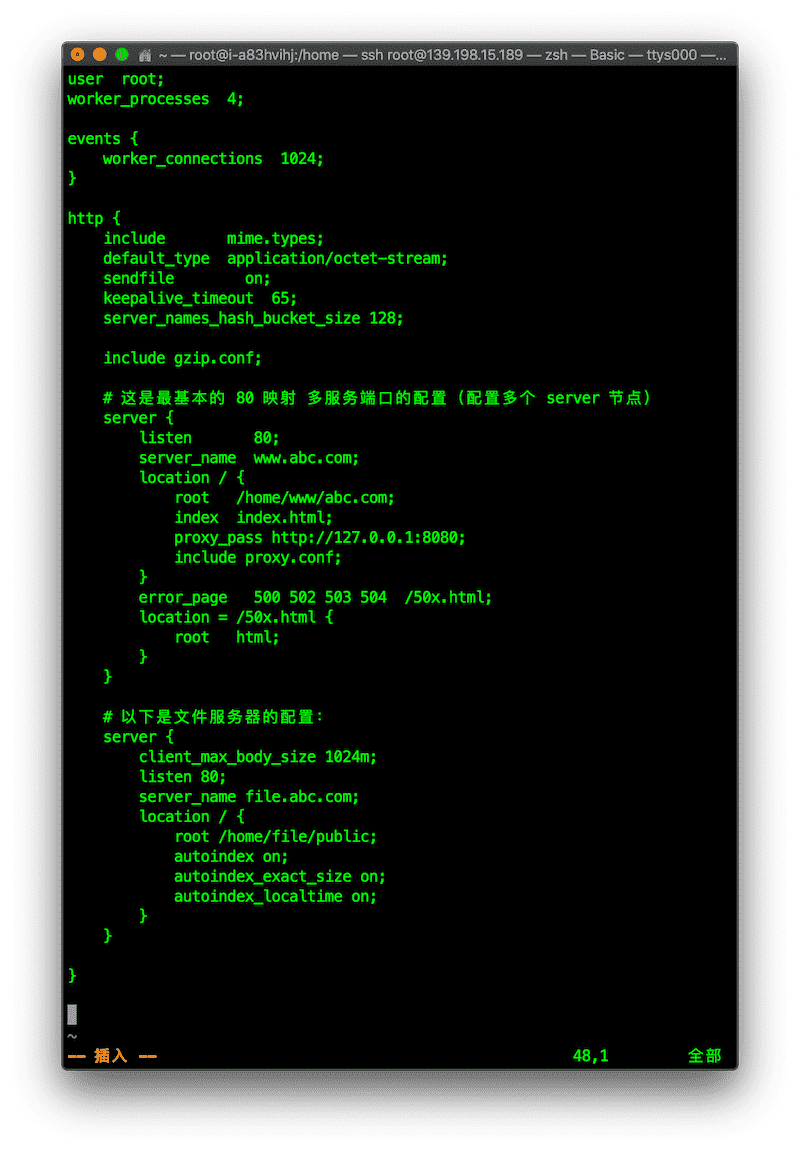 ~ — root@i-a83hvihj:/home — ssh root@139.198.15.189 — zsh — Basic — ttys000 —...
user  root;
worker_processes  4;
events {
    worker_connections  1024;
}
http {
    include       mime.types;
    default_type  application/octet-stream;
    sendfile        on;
    keepalive_timeout  65;
    server_names_hash_bucket_size 128;
    include gzip.conf;
    # 这是最基本的 80 映射 多服务端口的配置（配置多个 server 节点）
    server {
        listen       80;
        server_name  www.abc.com;
        location / {
            root   /home/www/abc.com;
            index  index.html;
            proxy_pass http://127.0.0.1:8080;
            include proxy.conf;
        }
        error_page   500 502 503 504  /50x.html;
        location = /50x.html {
            root   html;
        }
    }
    # 以下是文件服务器的配置：
    server {
        client_max_body_size 1024m;
        listen 80;
        server_name file.abc.com;
        location / {
            root /home/file/public;
            autoindex on;
            autoindex_exact_size on;
            autoindex_localtime on;
        }
    }
}
~
-- 插入 --                                               48,1         全部